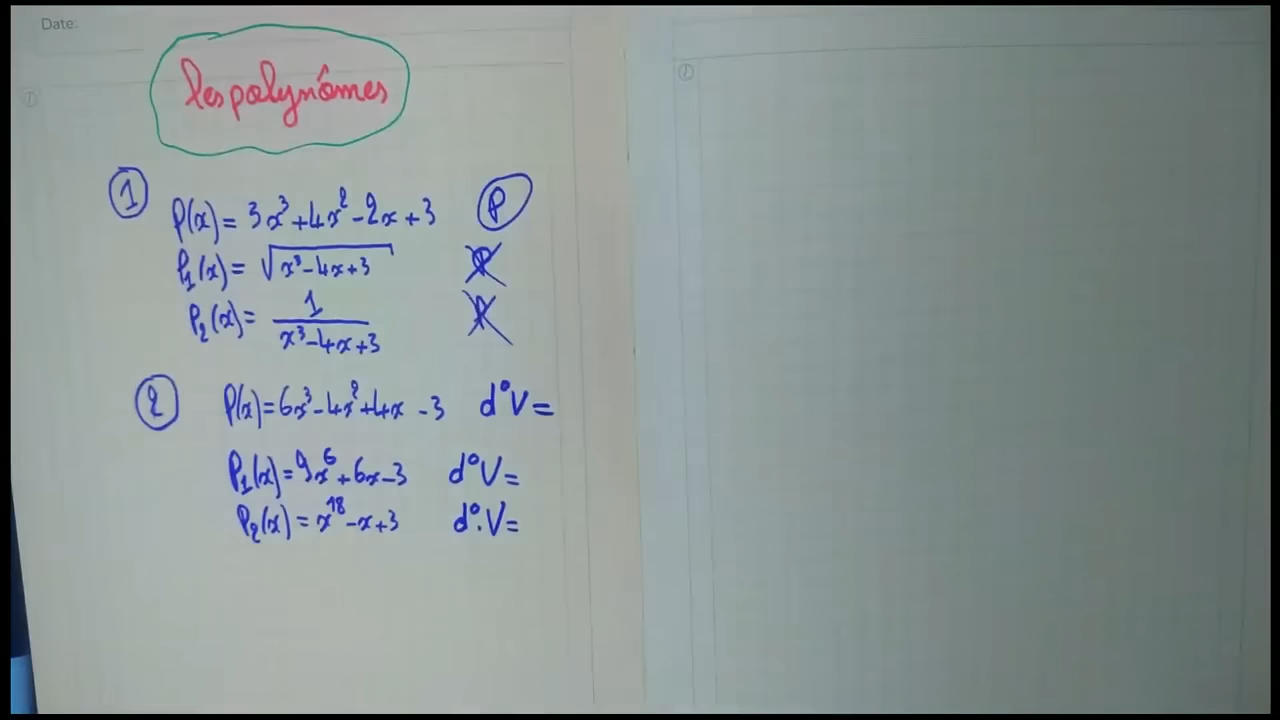 Date:
les polynômes
1 P(x) = 3x³ + 4x² - 2x + 3 P
P₁(x) = √(x³ - 4x + 3) P
P₂(x) = 1/(x³ - 4x + 3) P
2 P(x) = 6x³ - 4x² + 4x - 3 d°V =
P₁(x) = 9x⁶ + 6x - 3 d°V =
P₂(x) = x¹⁸ - x + 3 d°.V =